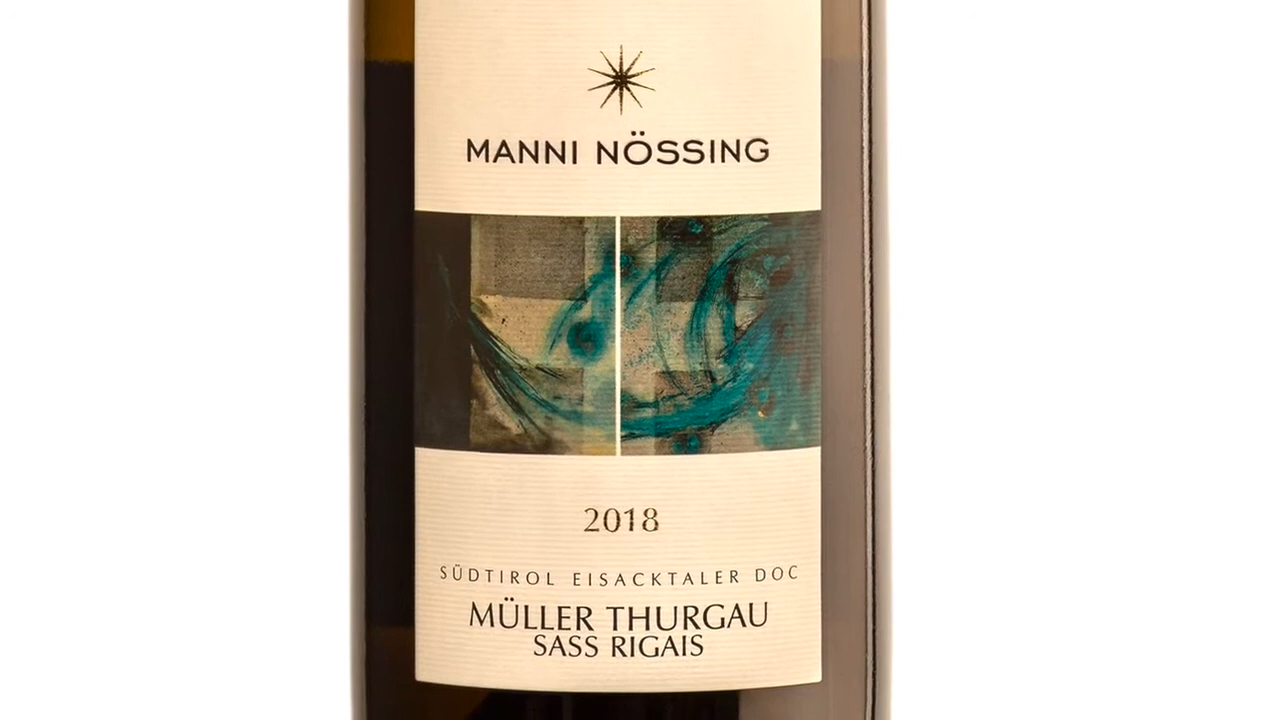 MANNI NÖSSING
2018
SÜDTIROL EISACKTALER DOC
MÜLLER THURGAU
SASS RIGAIS